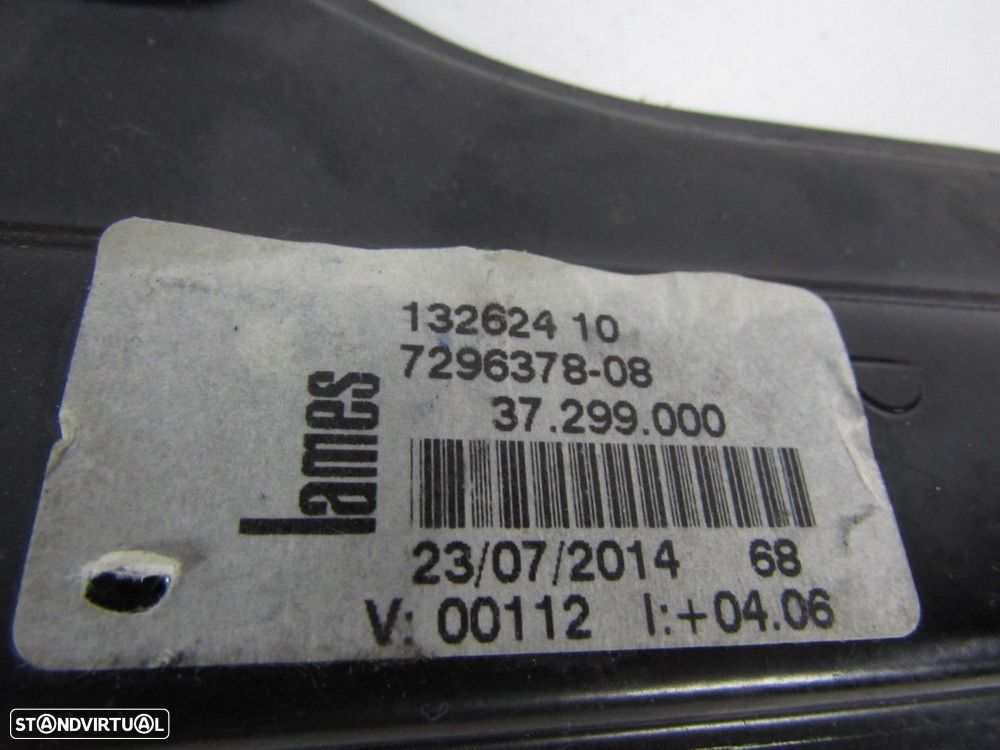 132624 10
7296378-08
37.299.000
lames
23/07/2014 68
V: 00112 I:+04.06
STANDVIRTUAL